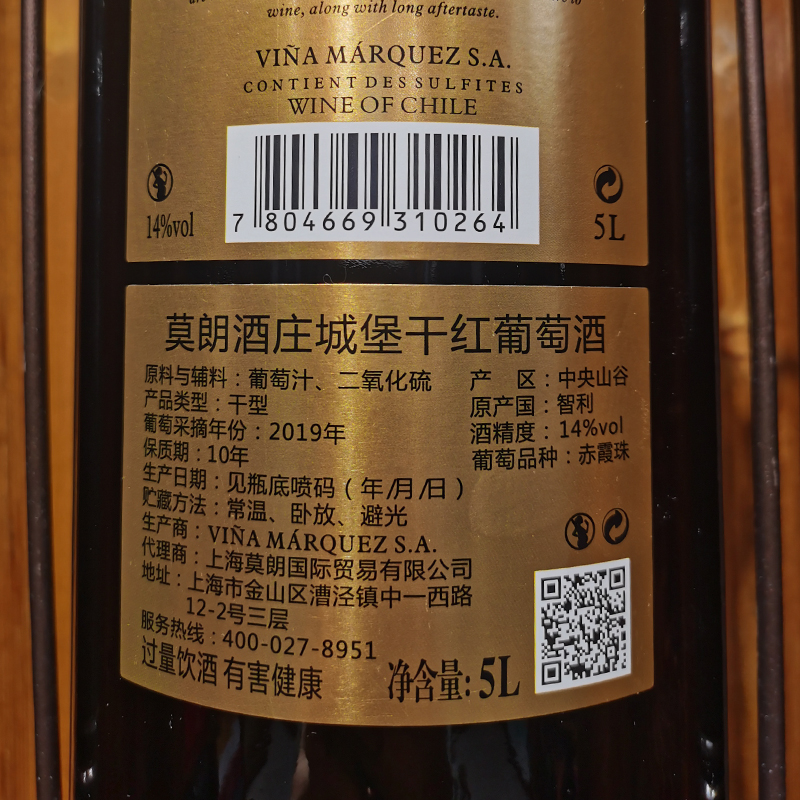 wine, along with long aftertaste.
VIÑA MÁRQUEZ S.A.
CONTIENT DES SULFITES
WINE OF CHILE
14%vol
7 804669 310264
5L
莫朗酒庄城堡干红葡萄酒
原料与辅料：葡萄汁、二氧化硫
产品类型：干型
葡萄采摘年份：2019年
保质期：10年
生产日期：见瓶底喷码（年/月/日）
贮藏方法：常温、卧放、避光
生产商：VIÑA MÁRQUEZ S.A.
代理商：上海莫朗国际贸易有限公司
地址：上海市金山区漕泾镇中一西路
12-2号三层
服务热线：400-027-8951
过量饮酒 有害健康
产 区：中央山谷
原产国：智利
酒精度：14%vol
葡萄品种：赤霞珠
净含量：5L